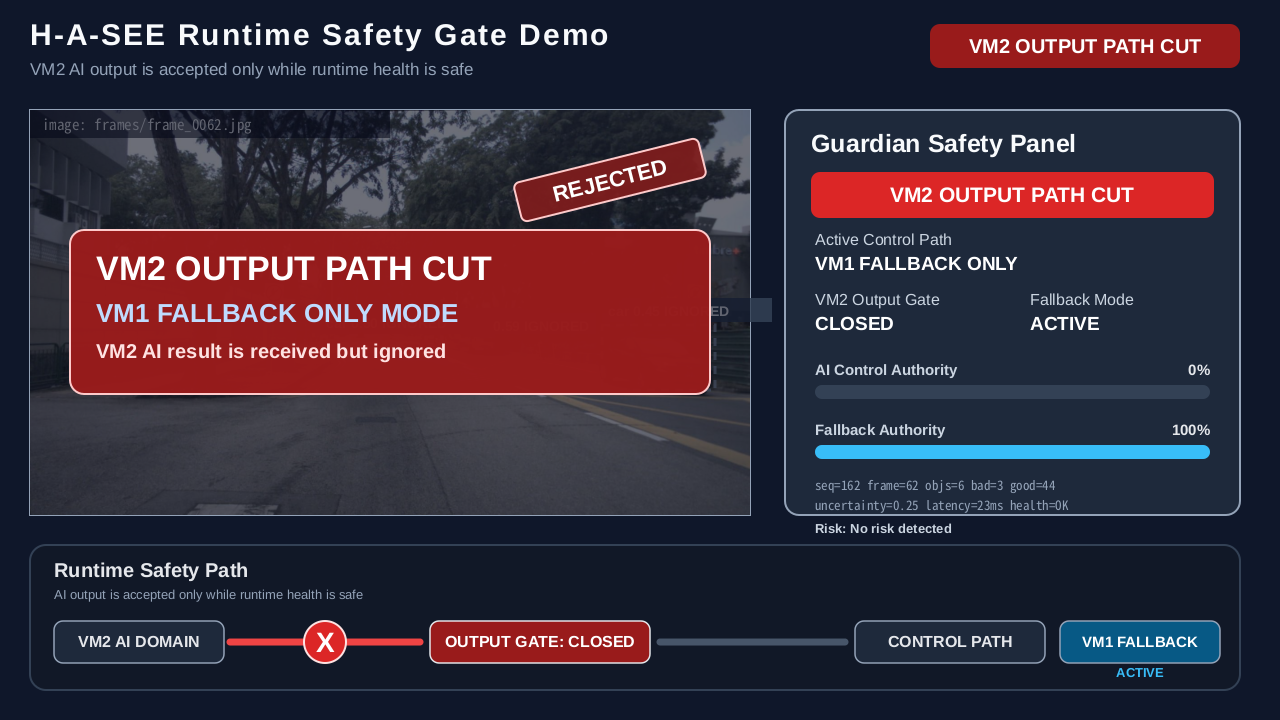 H-A-SEE Runtime Safety Gate Demo
VM2 AI output is accepted only while runtime health is safe
VM2 OUTPUT PATH CUT
image: frames/frame_0062.jpg
REJECTED
VM2 OUTPUT PATH CUT
VM1 FALLBACK ONLY MODE
VM2 AI result is received but ignored
ED
Guardian Safety Panel
VM2 OUTPUT PATH CUT
Active Control Path
VM1 FALLBACK ONLY
VM2 Output Gate
CLOSED
Fallback Mode
ACTIVE
AI Control Authority 0%
Fallback Authority 100%
seq=162 frame=62 objs=6 bad=3 good=44
uncertainty=0.25 latency=23ms health=OK
Risk: No risk detected
Runtime Safety Path
AI output is accepted only while runtime health is safe
VM2 AI DOMAIN
X
OUTPUT GATE: CLOSED
CONTROL PATH
VM1 FALLBACK
ACTIVE